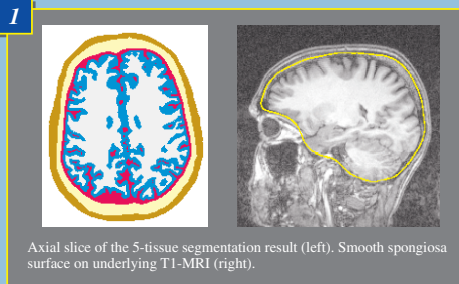 1
Axial slice of the 5-tissue segmentation result (left). Smooth spongiosa
surface on underlying T1-MRI (right).